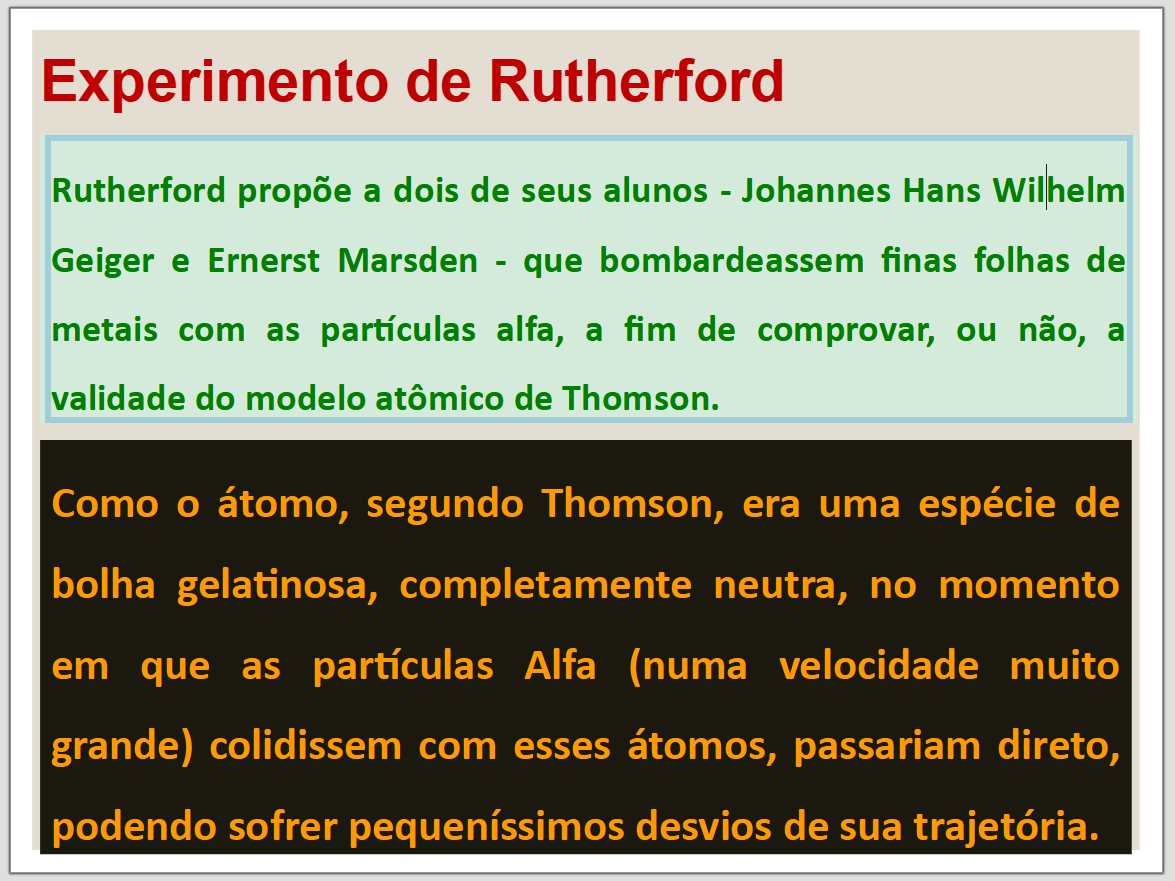 Experimento de Rutherford
Rutherford propõe a dois de seus alunos - Johannes Hans Wilhelm
Geiger e Ernerst Marsden - que bombardeassem finas folhas de
metais com as partículas alfa, a fim de comprovar, ou não, a
validade do modelo atômico de Thomson.
Como o átomo, segundo Thomson, era uma espécie de
bolha gelatinosa, completamente neutra, no momento
em que as partículas Alfa (numa velocidade muito
grande) colidissem com esses átomos, passariam direto,
podendo sofrer pequeníssimos desvios de sua trajetória.